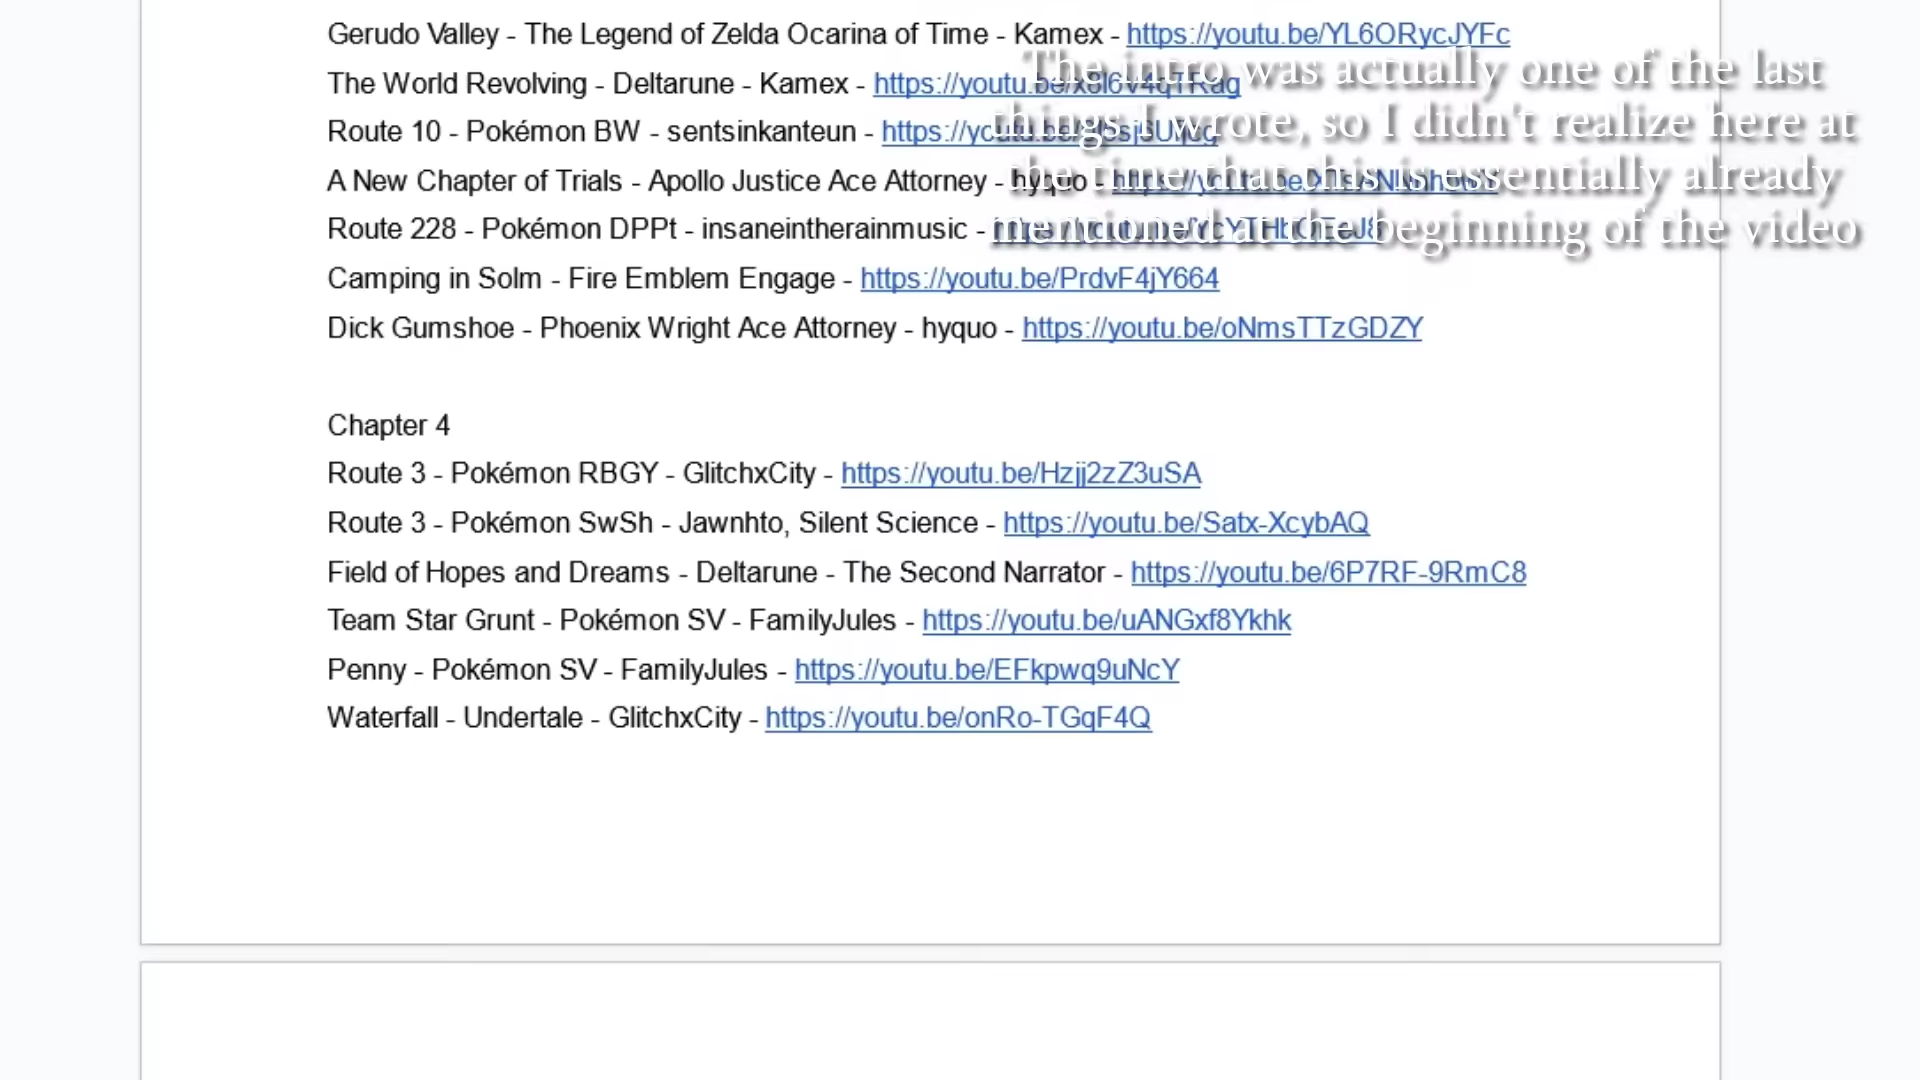 Gerudo Valley - The Legend of Zelda Ocarina of Time - Kamex - https://youtu.be/YL6ORycJYFc
The World Revolving - Deltarune - Kamex -
Route 10 - Pokémon BW - sentsinkanteun -
A New Chapter of Trials - Apollo Justice Ace Attorney - hyquo -
Route 228 - Pokémon DPPt - insaneintherainmusic -
Camping in Solm - Fire Emblem Engage - https://youtu.be/PrdvF4jY664
Dick Gumshoe - Phoenix Wright Ace Attorney - hyquo - https://youtu.be/oNmsTTzGDZY
The intro was actually one of the last
things I wrote, so I didn't realize here at
the time that this is essentially already
mentioned at the beginning of the video
Chapter 4
Route 3 - Pokémon RBGY - GlitchxCity - https://youtu.be/Hzjj2zZ3uSA
Route 3 - Pokémon SwSh - Jawnhto, Silent Science - https://youtu.be/Satx-XcybAQ
Field of Hopes and Dreams - Deltarune - The Second Narrator - https://youtu.be/6P7RF-9RmC8
Team Star Grunt - Pokémon SV - FamilyJules - https://youtu.be/uANGxf8Ykhk
Penny - Pokémon SV - FamilyJules - https://youtu.be/EFkpwq9uNcY
Waterfall - Undertale - GlitchxCity - https://youtu.be/onRo-TGqF4Q